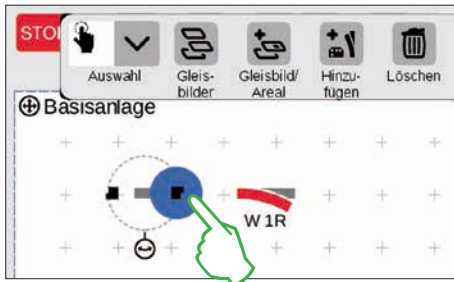 STO
Auswahl
Gleis-
bilder
Gleisbild/
Areal
Hinzu-
fügen
Löschen
Basisanlage
W 1R